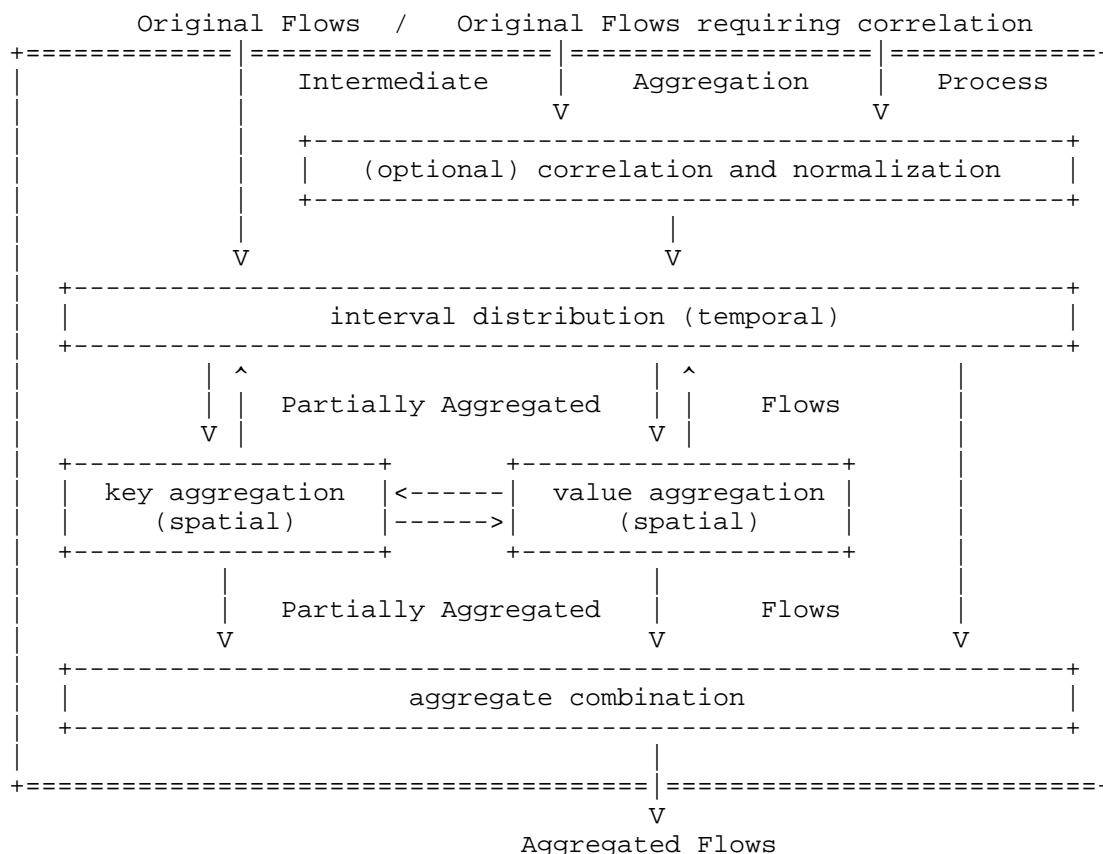 Original Flows / Original Flows requiring correlation
Intermediate Aggregation Process
(optional) correlation and normalization
interval distribution (temporal)
Partially Aggregated Flows
key aggregation value aggregation
(spatial) (spatial)
Partially Aggregated Flows
aggregate combination
Aggregated Flows